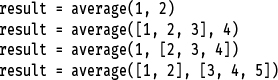 result = average(1, 2)
result = average([1, 2, 3], 4)
result = average(1, [2, 3, 4])
result = average([1, 2], [3, 4, 5])